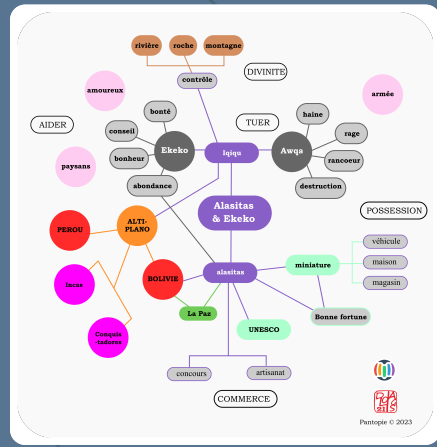 rivière
roche
montagne
contrôle
DIVINITE
amoureux
armée
bonté
haine
AIDER
TUER
conseil
rage
Ekeko
Iqiqu
Awqa
bonheur
rancoeur
paysans
abondance
destruction
Alasitas
& Ekeko
POSSESSION
PEROU
ALTI-
PLANO
véhicule
miniature
maison
BOLIVIE
alasitas
magasin
Incas
La Paz
Bonne fortune
UNESCO
Conquis
-tadores
concours
artisanat
COMMERCE
Pantopie © 2023